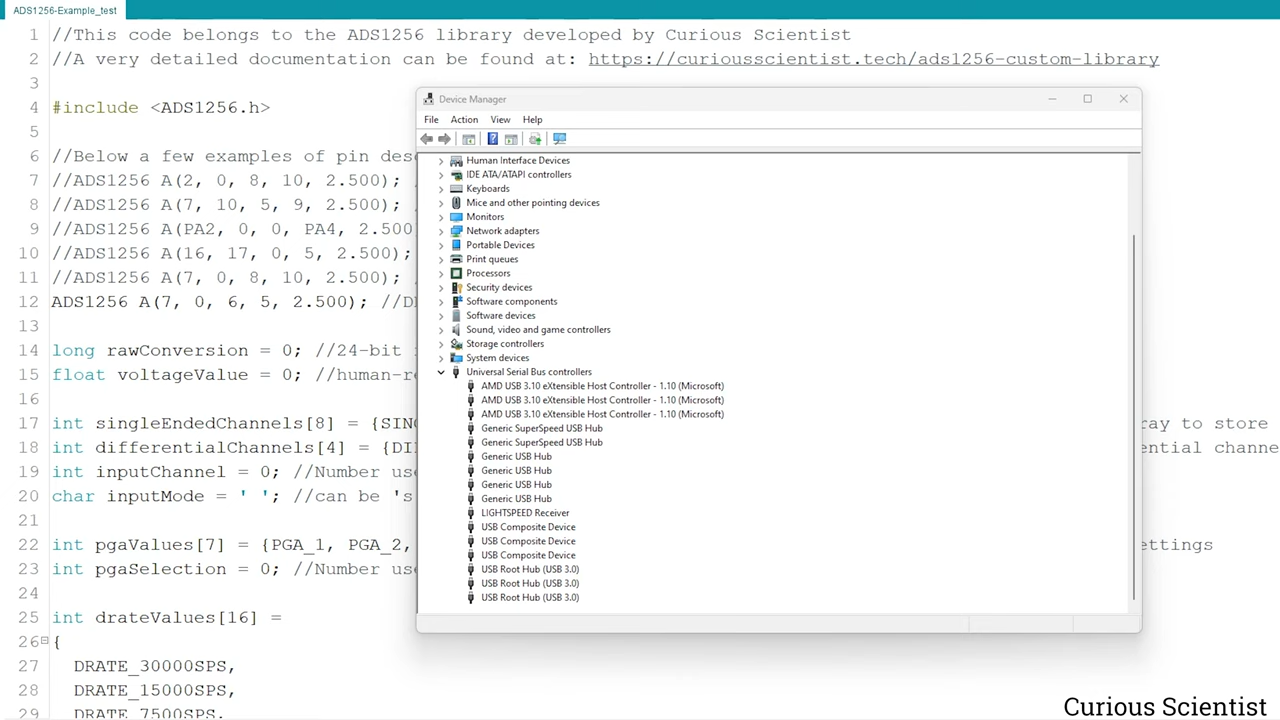 ADS1256-Example_test
1 //This code belongs to the ADS1256 library developed by Curious Scientist
2 //A very detailed documentation can be found at: https://curiousscientist.tech/ads1256-custom-library
3
4 #include <ADS1256.h>
5
6 //Below a few examples of pin des
7 //ADS1256 A(2, 0, 8, 10, 2.500);
8 //ADS1256 A(7, 10, 5, 9, 2.500);
9 //ADS1256 A(PA2, 0, 0, PA4, 2.500
10 //ADS1256 A(16, 17, 0, 5, 2.500);
11 //ADS1256 A(7, 0, 8, 10, 2.500);
12 ADS1256 A(7, 0, 6, 5, 2.500); //D
13
14 long rawConversion = 0; //24-bit
15 float voltageValue = 0; //human-r
16
17 int singleEndedChannels[8] = {SIN ray to store
18 int differentialChannels[4] = {DI ential channe
19 int inputChannel = 0; //Number us
20 char inputMode = ' '; //can be 's
21
22 int pgaValues[7] = {PGA_1, PGA_2, ettings
23 int pgaSelection = 0; //Number us
24
25 int drateValues[16] =
26 {
27 DRATE_30000SPS,
28 DRATE_15000SPS,
29 DRATE_7500SPS,
Device Manager
File Action View Help
Human Interface Devices
IDE ATA/ATAPI controllers
Keyboards
Mice and other pointing devices
Monitors
Network adapters
Portable Devices
Print queues
Processors
Security devices
Software components
Software devices
Sound, video and game controllers
Storage controllers
System devices
Universal Serial Bus controllers
AMD USB 3.10 eXtensible Host Controller - 1.10 (Microsoft)
AMD USB 3.10 eXtensible Host Controller - 1.10 (Microsoft)
AMD USB 3.10 eXtensible Host Controller - 1.10 (Microsoft)
Generic SuperSpeed USB Hub
Generic SuperSpeed USB Hub
Generic USB Hub
Generic USB Hub
Generic USB Hub
Generic USB Hub
LIGHTSPEED Receiver
USB Composite Device
USB Composite Device
USB Composite Device
USB Root Hub (USB 3.0)
USB Root Hub (USB 3.0)
USB Root Hub (USB 3.0)
Curious Scientist